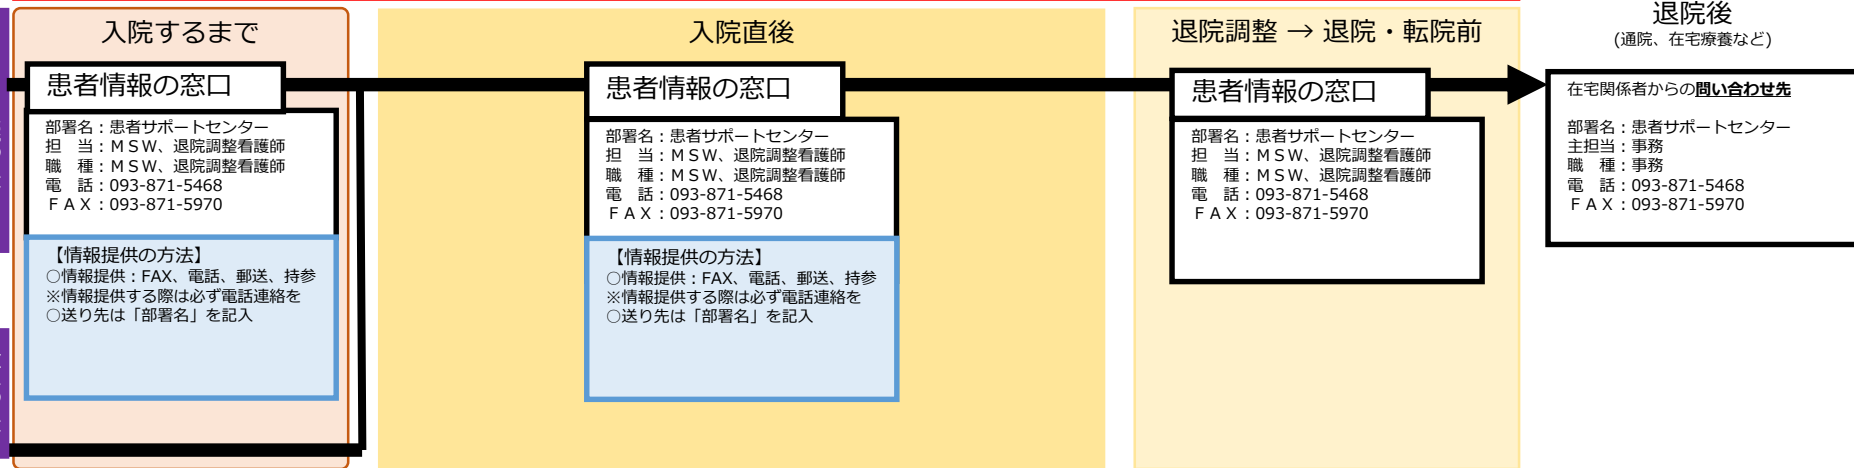 入院するまで
患者情報の窓口
部署名：患者サポートセンター
担　当：ＭＳＷ、退院調整看護師
職　種：ＭＳＷ、退院調整看護師
電　話：093-871-5468
ＦＡＸ：093-871-5970
【情報提供の方法】
○情報提供：FAX、電話、郵送、持参
※情報提供する際は必ず電話連絡を
○送り先は「部署名」を記入
入院直後
患者情報の窓口
部署名：患者サポートセンター
担　当：ＭＳＷ、退院調整看護師
職　種：ＭＳＷ、退院調整看護師
電　話：093-871-5468
ＦＡＸ：093-871-5970
【情報提供の方法】
○情報提供：FAX、電話、郵送、持参
※情報提供する際は必ず電話連絡を
○送り先は「部署名」を記入
退院調整 → 退院・転院前
患者情報の窓口
部署名：患者サポートセンター
担　当：ＭＳＷ、退院調整看護師
職　種：ＭＳＷ、退院調整看護師
電　話：093-871-5468
ＦＡＸ：093-871-5970
退院後
(通院、在宅療養など)
在宅関係者からの問い合わせ先
部署名：患者サポートセンター
主担当：事務
職　種：事務
電　話：093-871-5468
ＦＡＸ：093-871-5970